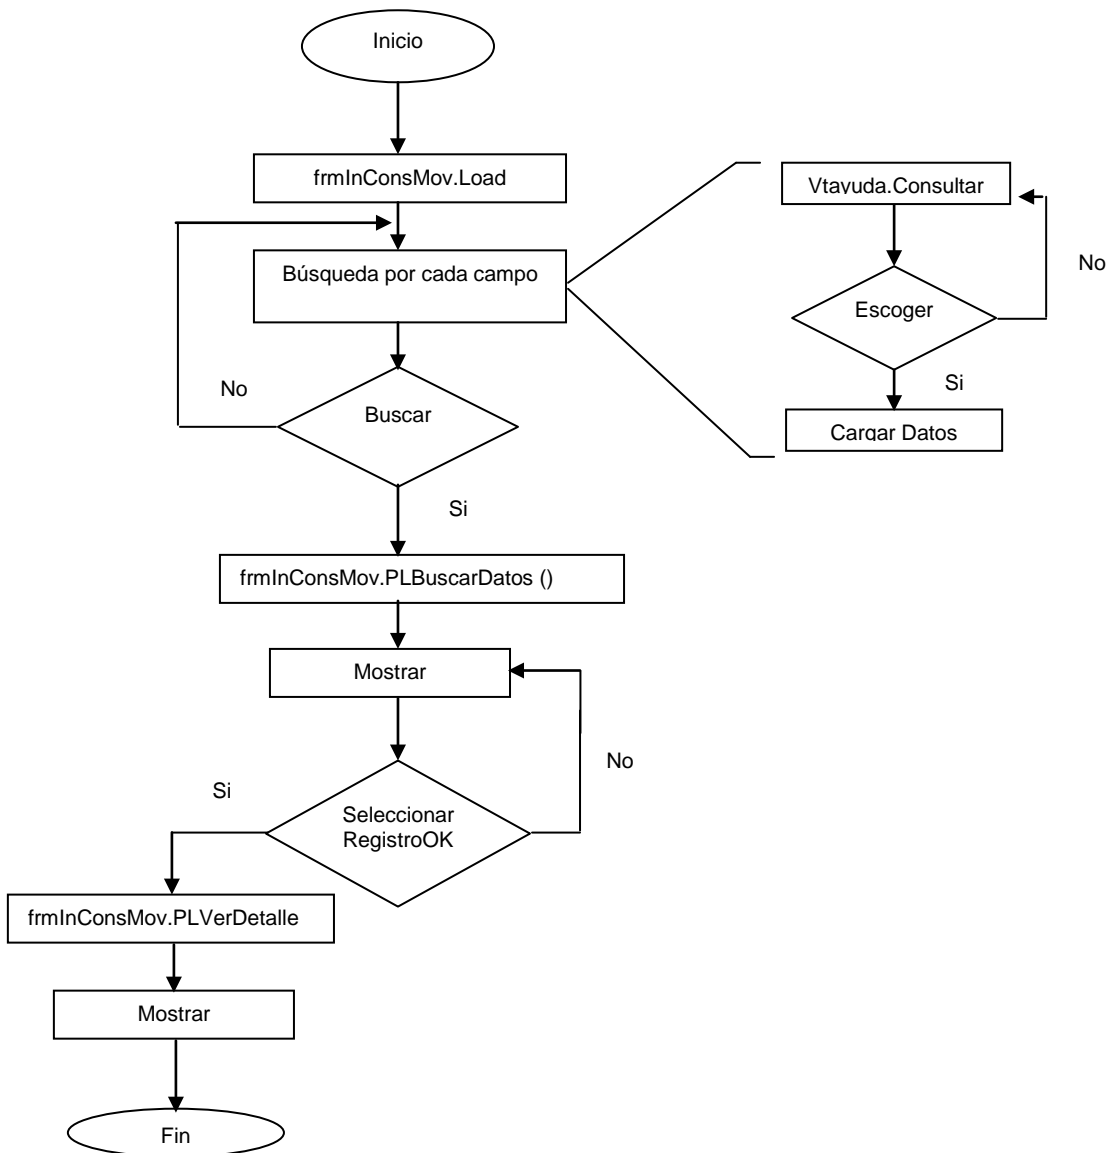 Inicio
frmInConsMov.Load
Búsqueda por cada campo
No
Buscar
Si
frmInConsMov.PLBuscarDatos ()
Mostrar
No
Si
Seleccionar
RegistroOK
frmInConsMov.PLVerDetalle
Mostrar
Fin
Vtayuda.Consultar
No
Escoger
Si
Cargar Datos